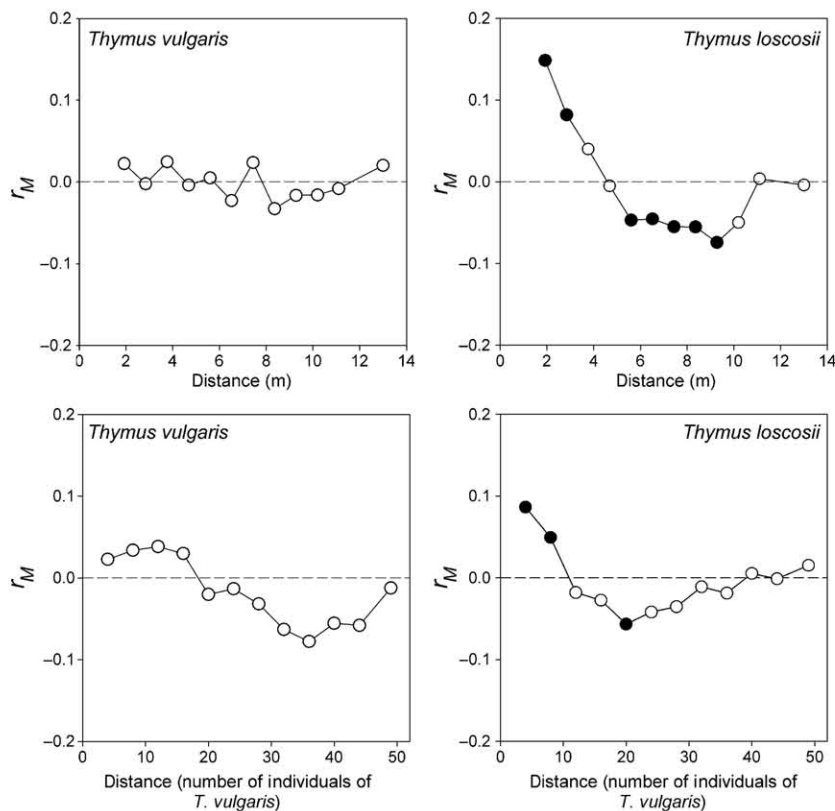 Thymus vulgaris
0.2
0.1
0.0
–0.1
–0.2
r_M
0 2 4 6 8 10 12 14
Distance (m)
Thymus loscosii
0.2
0.1
0.0
–0.1
–0.2
r_M
0 2 4 6 8 10 12 14
Distance (m)
Thymus vulgaris
0.2
0.1
0.0
–0.1
–0.2
r_M
0 10 20 30 40 50
Distance (number of individuals of
T. vulgaris)
Thymus loscosii
0.2
0.1
0.0
–0.1
–0.2
r_M
0 10 20 30 40 50
Distance (number of individuals of
T. vulgaris)